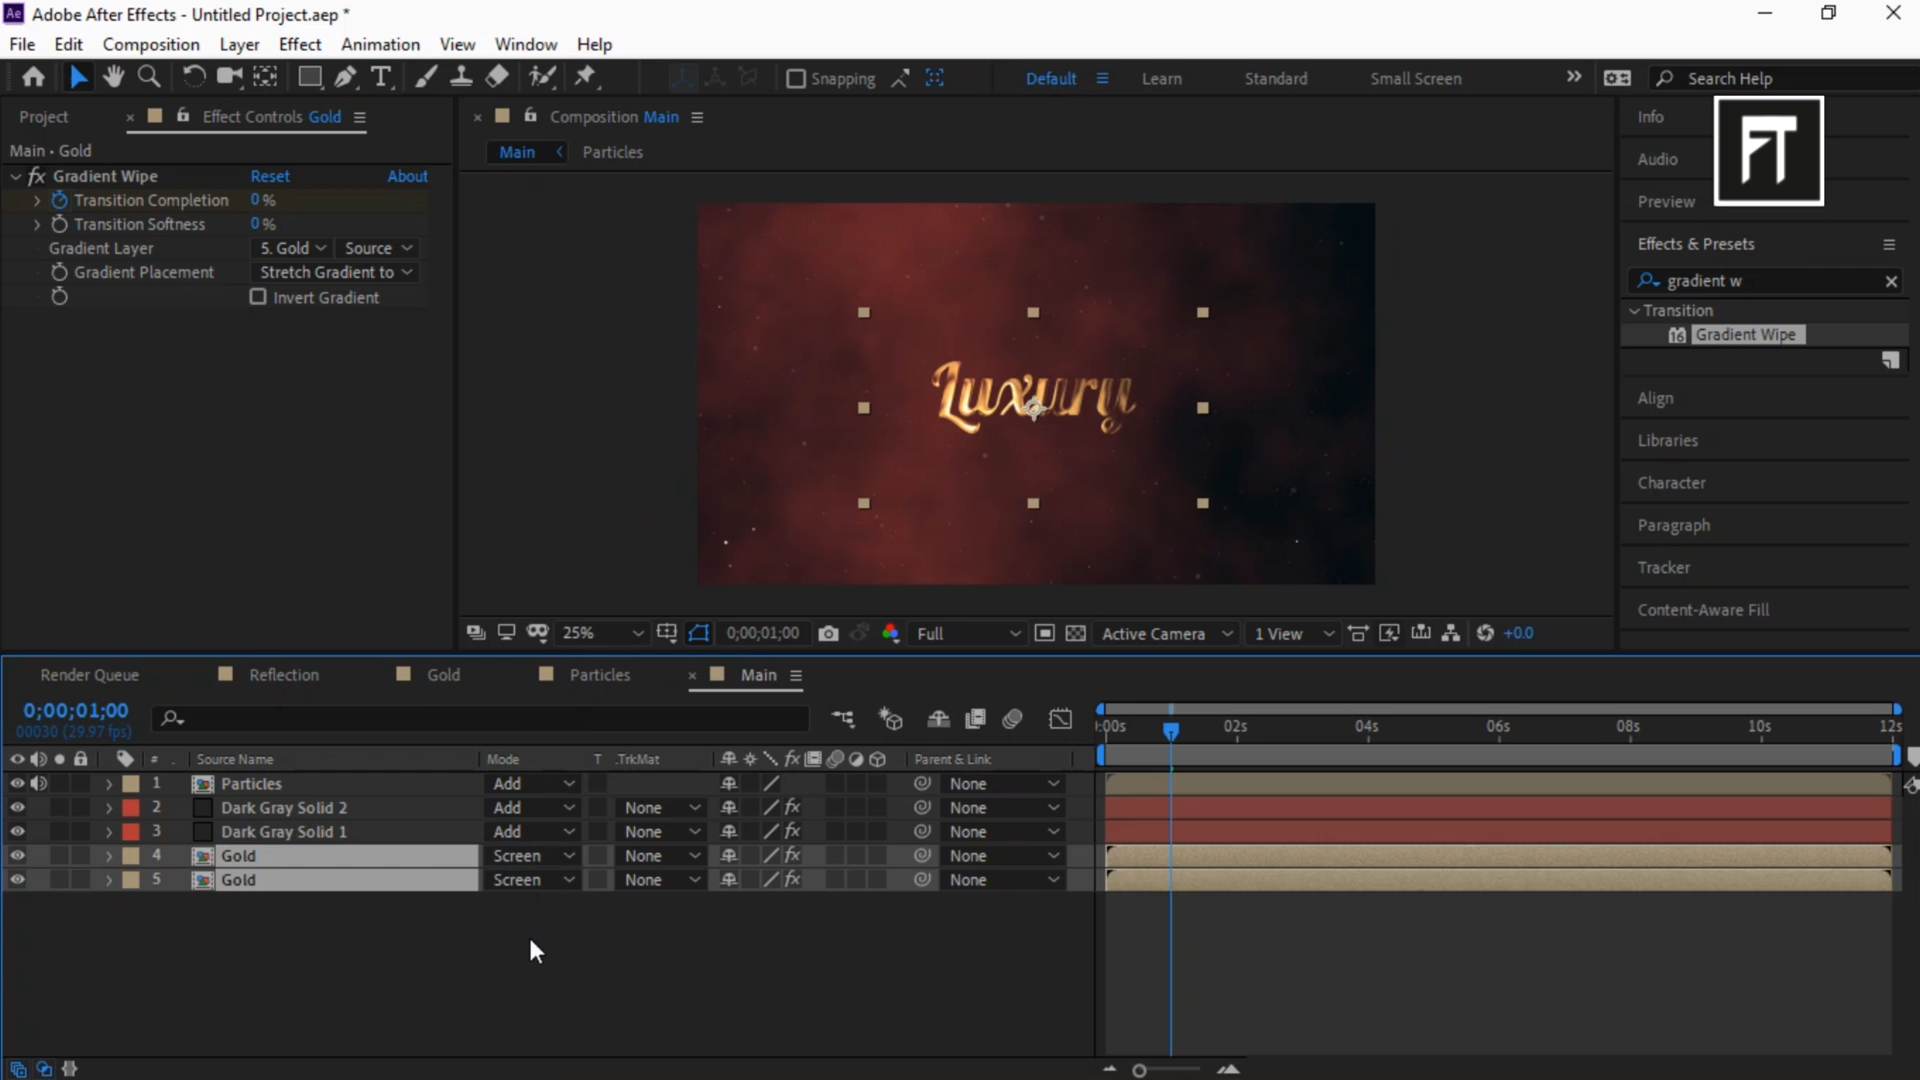 Ae Adobe After Effects - Untitled Project.aep *
File Edit Composition Layer Effect Animation View Window Help
T Snapping Default Learn Standard Small Screen Search Help
Project Effect Controls Gold
Main • Gold
fx Gradient Wipe Reset About
Transition Completion 0 %
Transition Softness 0 %
Gradient Layer 5. Gold Source
Gradient Placement Stretch Gradient to
Invert Gradient
Composition Main
Main Particles
Luxury
25% 0;00;01;00 Full Active Camera 1 View +0.0
Info
FT
Audio
Preview
Effects & Presets
gradient w
Transition
16 Gradient Wipe
Align
Libraries
Character
Paragraph
Tracker
Content-Aware Fill
Render Queue Reflection Gold Particles Main
0;00;01;00
00030 (29.97 fps)
:00s 02s 04s 06s 08s 10s 12s
# . Source Name Mode T .TrkMat fx Parent & Link
1 Particles Add None
2 Dark Gray Solid 2 Add None fx None
3 Dark Gray Solid 1 Add None fx None
4 Gold Screen None fx None
5 Gold Screen None fx None